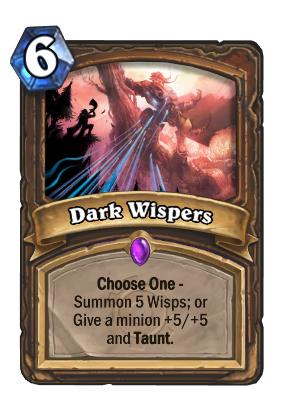 6
Dark Wispers
Choose One -
Summon 5 Wisps; or
Give a minion +5/+5
and Taunt.